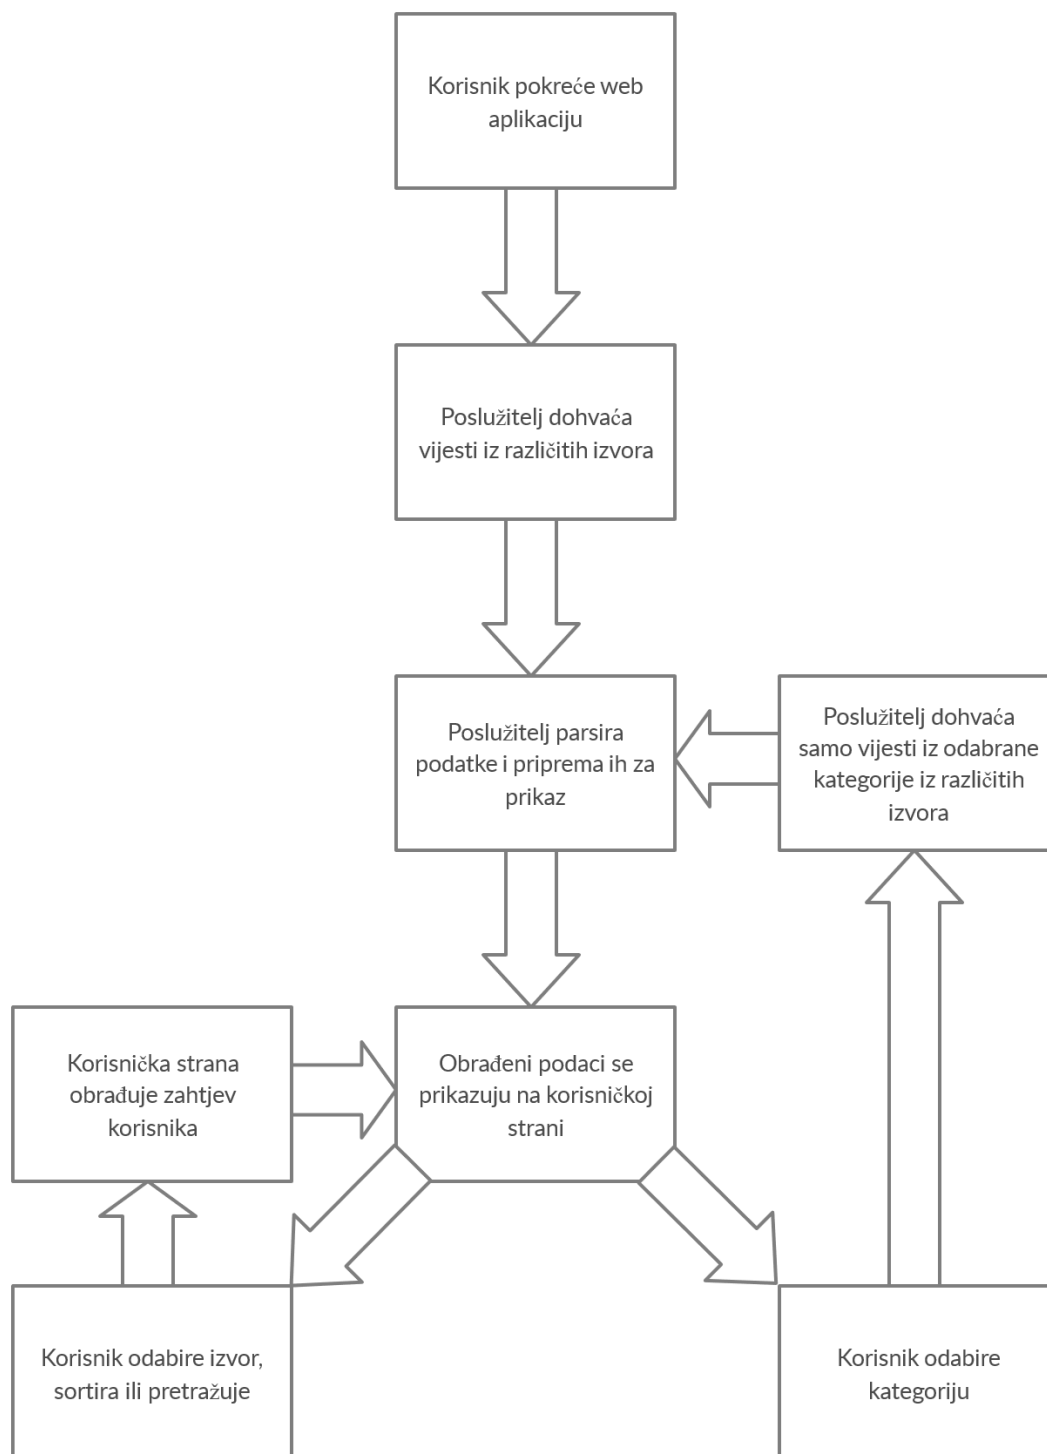 Korisnik pokreće web
aplikaciju
Poslužitelj dohvaća
vijesti iz različitih izvora
Poslužitelj parsira
podatke i priprema ih za
prikaz
Poslužitelj dohvaća
samo vijesti iz odabrane
kategorije iz različitih
izvora
Korisnička strana
obrađuje zahtjev
korisnika
Obrađeni podaci se
prikazuju na korisničkoj
strani
Korisnik odabire izvor,
sortira ili pretražuje
Korisnik odabire
kategoriju